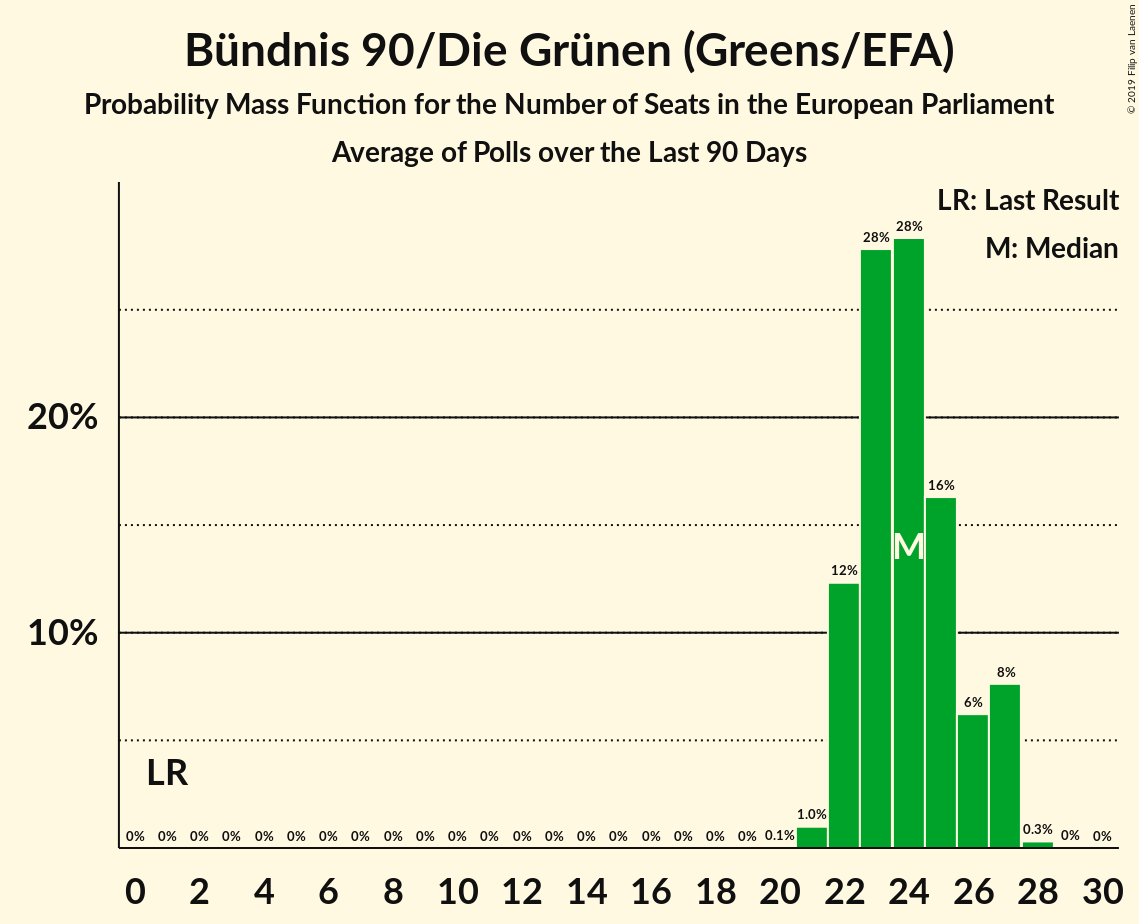 Bündnis 90/Die Grünen (Greens/EFA)
Probability Mass Function for the Number of Seats in the European Parliament
Average of Polls over the Last 90 Days
© 2019 Filip van Laenen
LR: Last Result
M: Median
20%
10%
LR
M
0% 0% 0% 0% 0% 0% 0% 0% 0% 0% 0% 0% 0% 0% 0% 0% 0% 0% 0% 0% 0.1% 1.0% 12% 28% 28% 16% 6% 8% 0.3% 0% 0%
0 2 4 6 8 10 12 14 16 18 20 22 24 26 28 30